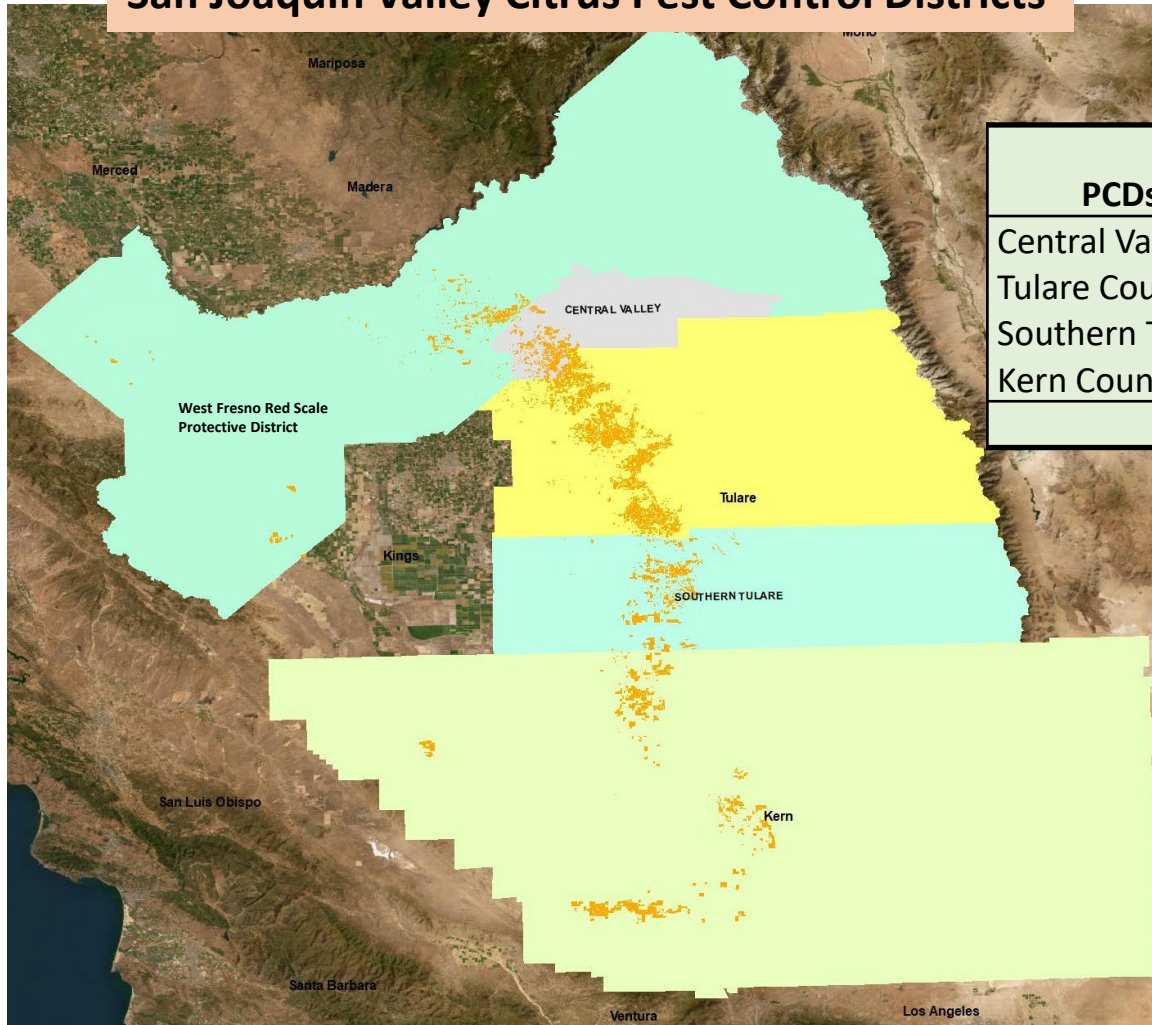 San Joaquin Valley Citrus Pest Control Districts
Mono
Mariposa
Merced
Madera
PCDs
Central Va
Tulare Cou
Southern T
Kern Coun
CENTRAL VALLEY
West Fresno Red Scale
Protective District
Tulare
Kings
SOUTHERN TULARE
San Luis Obispo
Kern
Santa Barbara
Ventura
Los Angeles